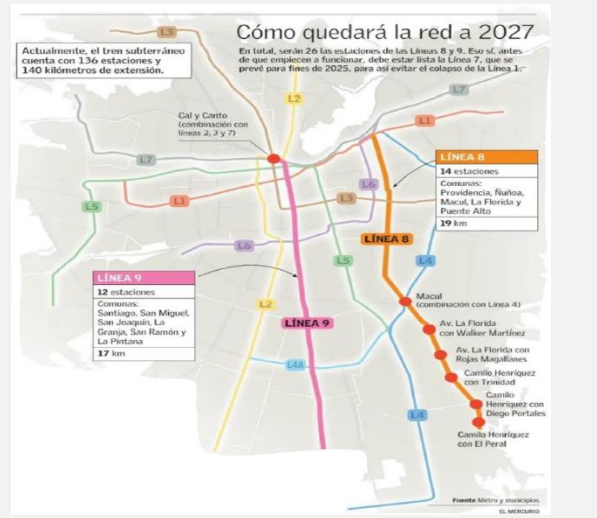 Cómo quedará la red a 2027
Actualmente, el tren subterráneo
cuenta con 136 estaciones y
140 kilómetros de extensión.
En total, serán 26 las estaciones de las Líneas 8 y 9. Eso sí, antes
de que empiecen a funcionar, debe estar lista la Línea 7, que se
prevé para fines de 2025, para así evitar el colapso de la Línea 1.
L3
L2
L7
L1
Cal y Canto
(combinación con
líneas 2, 3 y 7)
L7
L6
L1
L3
L5
L6
L5
L4
LÍNEA 8
14 estaciones
Comunas:
Providencia, Ñuñoa,
Macul, La Florida y
Puente Alto
19 km
LÍNEA 8
LÍNEA 9
12 estaciones
Comunas:
Santiago, San Miguel,
San Joaquín, La
Granja, San Ramón y
La Pintana
17 km
L2
LÍNEA 9
L4A
L4
Macul
(combinación con Línea 4)
Av. La Florida
con Walker Martínez
Av. La Florida con
Rojas Magallanes
Camilo Henríquez
con Trinidad
Camilo
Henríquez con
Diego Portales
Camilo Henríquez
con El Peral
Fuente Metro y municipios
EL MERCURIO